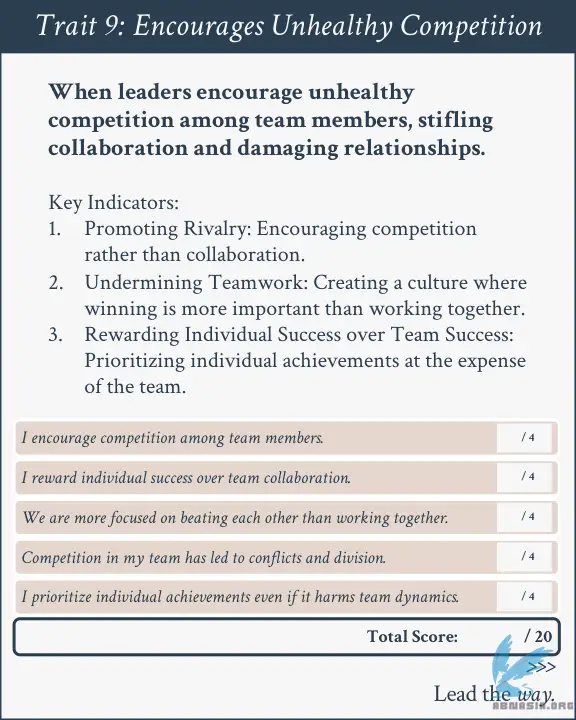 Trait 9: Encourages Unhealthy Competition
When leaders encourage unhealthy
competition among team members, stifling
collaboration and damaging relationships.
Key Indicators:
1. Promoting Rivalry: Encouraging competition
rather than collaboration.
2. Undermining Teamwork: Creating a culture where
winning is more important than working together.
3. Rewarding Individual Success over Team Success:
Prioritizing individual achievements at the expense
of the team.
I encourage competition among team members. / 4
I reward individual success over team collaboration. / 4
We are more focused on beating each other than working together. / 4
Competition in my team has led to conflicts and division. / 4
I prioritize individual achievements even if it harms team dynamics. / 4
Total Score: / 20
>>>
Lead the way.
ABMASIA.ORG